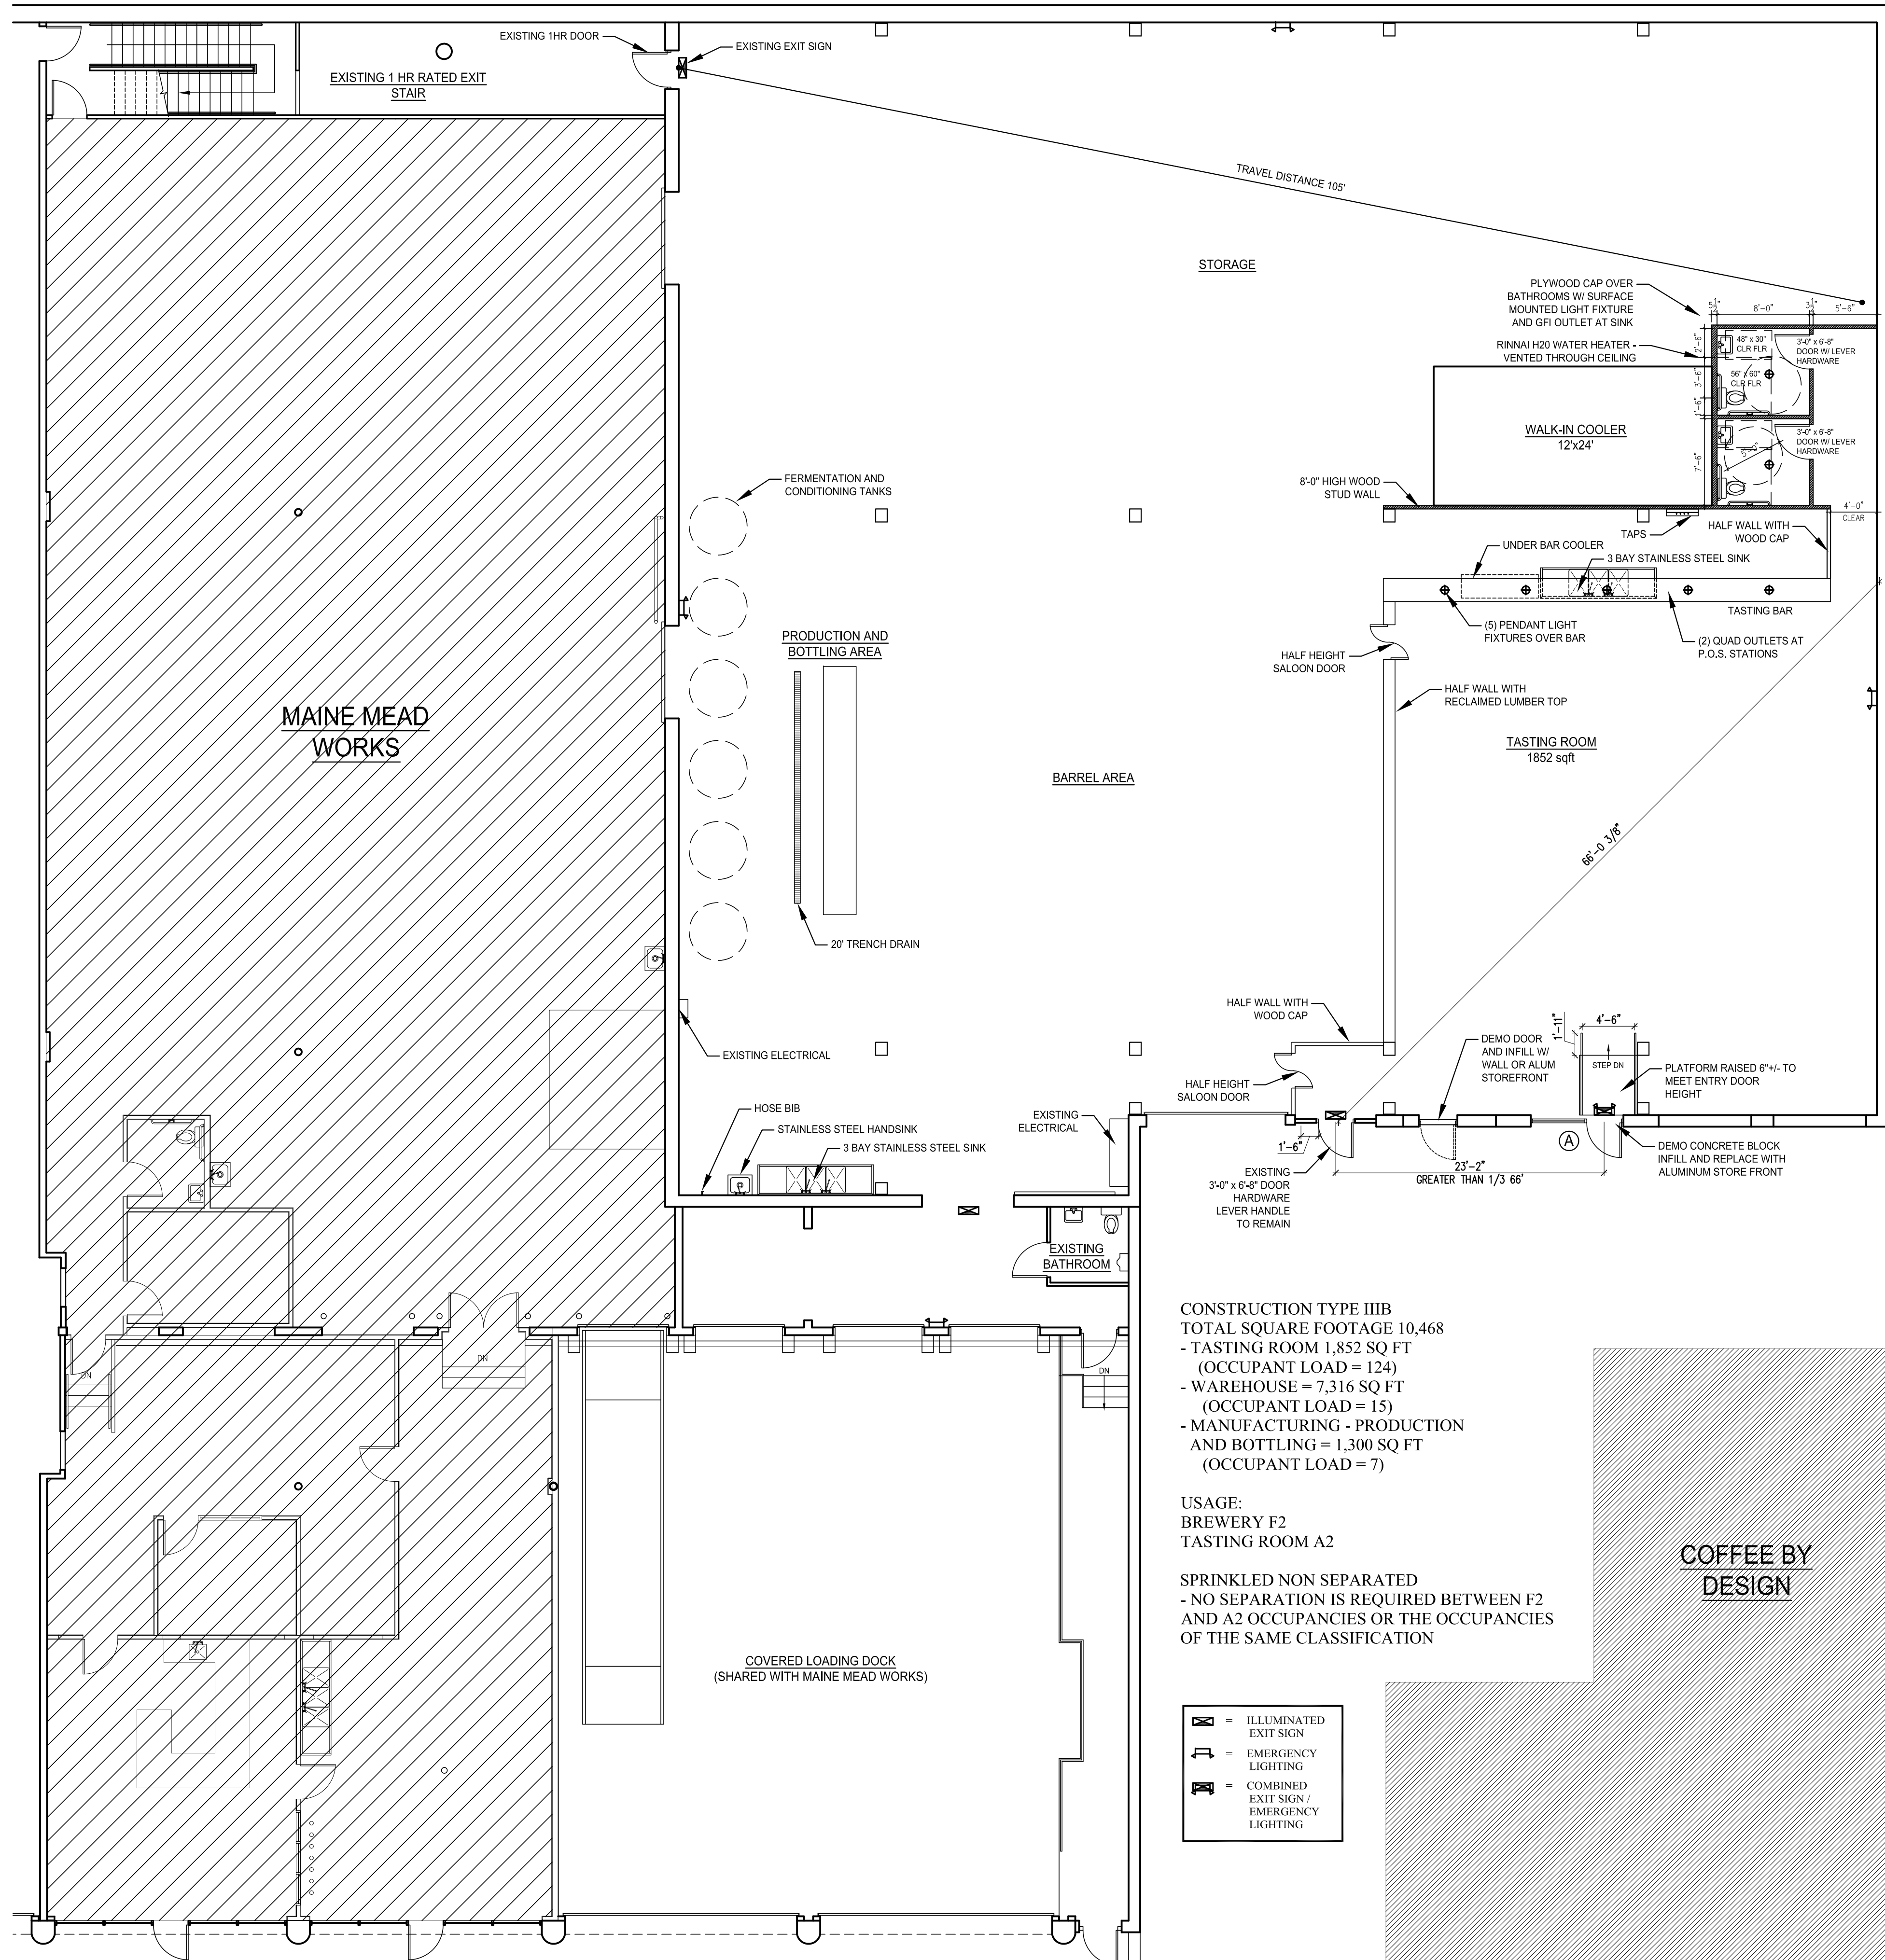 EXISTING 1HR DOOR
EXISTING EXIT SIGN
EXISTING 1 HR RATED EXIT
STAIR
TRAVEL DISTANCE 105'
STORAGE
PLYWOOD CAP OVER
BATHROOMS W/ SURFACE
MOUNTED LIGHT FIXTURE
AND GFI OUTLET AT SINK
8'-0"
5'-6"
RINNAI H20 WATER HEATER -
VENTED THROUGH CEILING
2'-6"
3'-6"
1'-6"
7'-6"
48" x 30"
CLR FLR
3'-0" x 6'-8"
DOOR W/ LEVER
HARDWARE
56" x 60"
CLR FLR
3'-0" x 6'-8"
DOOR W/ LEVER
HARDWARE
5'-0"
WALK-IN COOLER
12'x24'
FERMENTATION AND
CONDITIONING TANKS
8'-0" HIGH WOOD
STUD WALL
4'-0"
CLEAR
TAPS
HALF WALL WITH
WOOD CAP
UNDER BAR COOLER
3 BAY STAINLESS STEEL SINK
TASTING BAR
(5) PENDANT LIGHT
FIXTURES OVER BAR
(2) QUAD OUTLETS AT
P.O.S. STATIONS
PRODUCTION AND
BOTTLING AREA
HALF HEIGHT
SALOON DOOR
HALF WALL WITH
RECLAIMED LUMBER TOP
MAINE MEAD
WORKS
TASTING ROOM
1852 sqft
BARREL AREA
66'-0 3/8"
20' TRENCH DRAIN
HALF WALL WITH
WOOD CAP
EXISTING ELECTRICAL
DEMO DOOR
AND INFILL W/
WALL OR ALUM
STOREFRONT
1'-11"
4'-6"
STEP DN
PLATFORM RAISED 6"+/- TO
MEET ENTRY DOOR
HEIGHT
HALF HEIGHT
SALOON DOOR
HOSE BIB
STAINLESS STEEL HANDSINK
3 BAY STAINLESS STEEL SINK
EXISTING
ELECTRICAL
1'-6"
EXISTING
3'-0" x 6'-8" DOOR
HARDWARE
LEVER HANDLE
TO REMAIN
A
23'-2"
GREATER THAN 1/3 66'
DEMO CONCRETE BLOCK
INFILL AND REPLACE WITH
ALUMINUM STORE FRONT
EXISTING
BATHROOM
DN
DN
DN
CONSTRUCTION TYPE IIIB
TOTAL SQUARE FOOTAGE 10,468
- TASTING ROOM 1,852 SQ FT
(OCCUPANT LOAD = 124)
- WAREHOUSE = 7,316 SQ FT
(OCCUPANT LOAD = 15)
- MANUFACTURING - PRODUCTION
AND BOTTLING = 1,300 SQ FT
(OCCUPANT LOAD = 7)
USAGE:
BREWERY F2
TASTING ROOM A2
SPRINKLED NON SEPARATED
- NO SEPARATION IS REQUIRED BETWEEN F2
AND A2 OCCUPANCIES OR THE OCCUPANCIES
OF THE SAME CLASSIFICATION
COFFEE BY
DESIGN
COVERED LOADING DOCK
(SHARED WITH MAINE MEAD WORKS)
= ILLUMINATED
EXIT SIGN
= EMERGENCY
LIGHTING
= COMBINED
EXIT SIGN /
EMERGENCY
LIGHTING